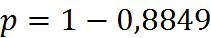 p = 1 − 0,8849